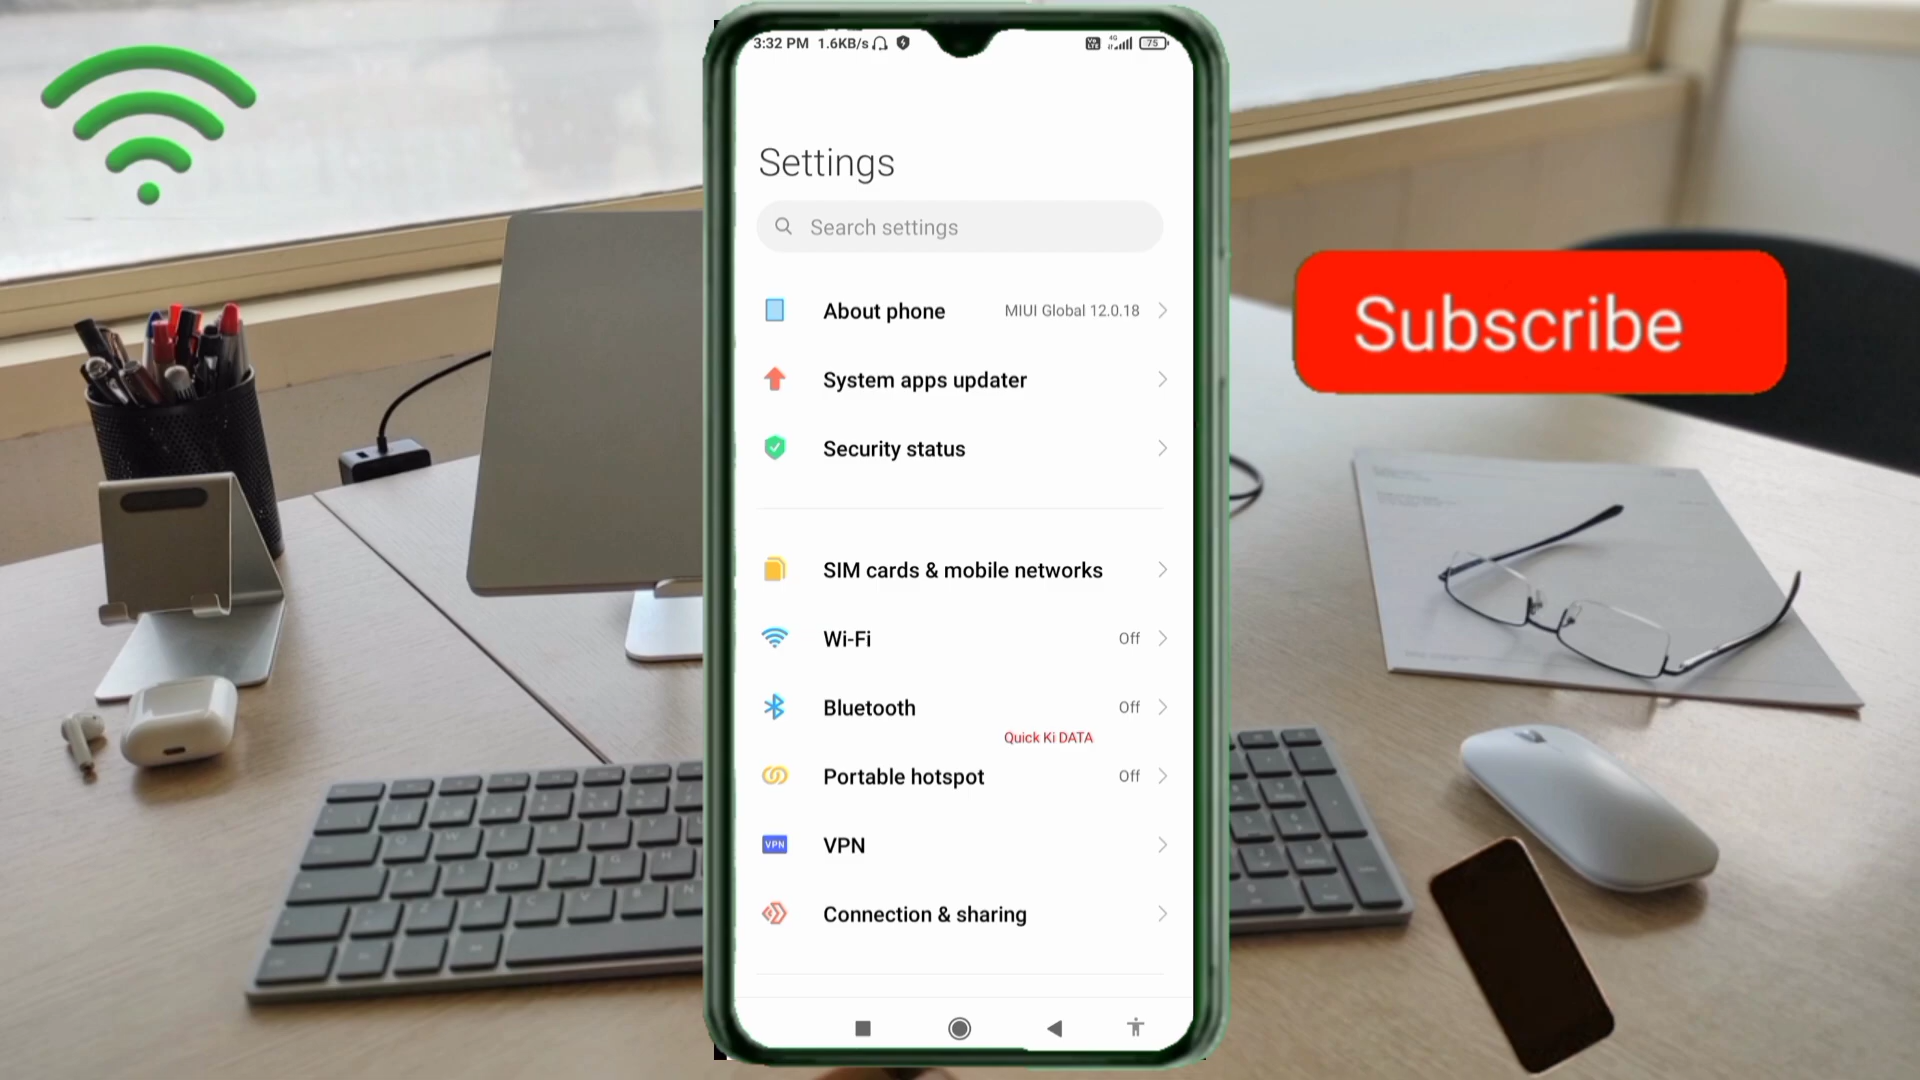 3:32 PM 1.6KB/s
4G
75
Settings
Search settings
About phone
MIUI Global 12.0.18
System apps updater
Security status
SIM cards & mobile networks
Wi-Fi
Off
Bluetooth
Off
Quick Ki DATA
Portable hotspot
Off
VPN
VPN
Connection & sharing
Subscribe